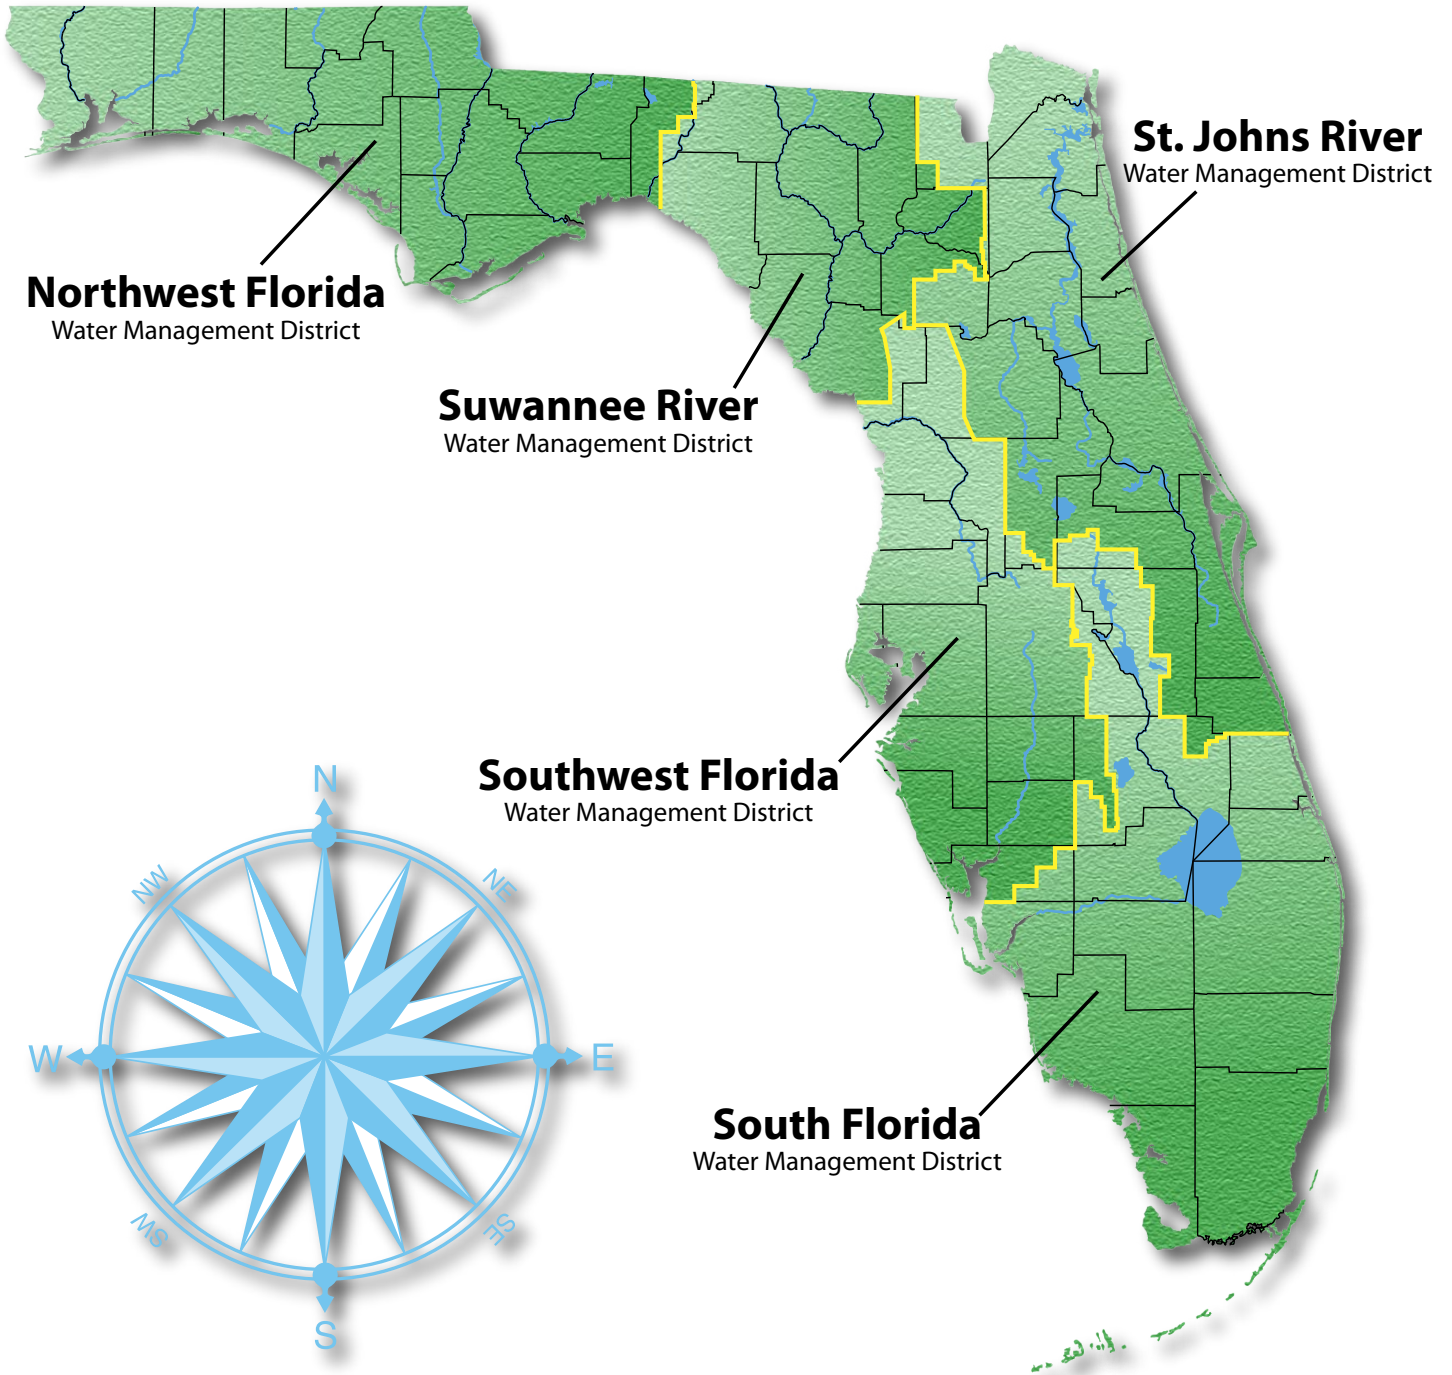 St. Johns River
Water Management District
Northwest Florida
Water Management District
Suwannee River
Water Management District
Southwest Florida
Water Management District
N
NW
NE
W
E
SW
SE
S
South Florida
Water Management District